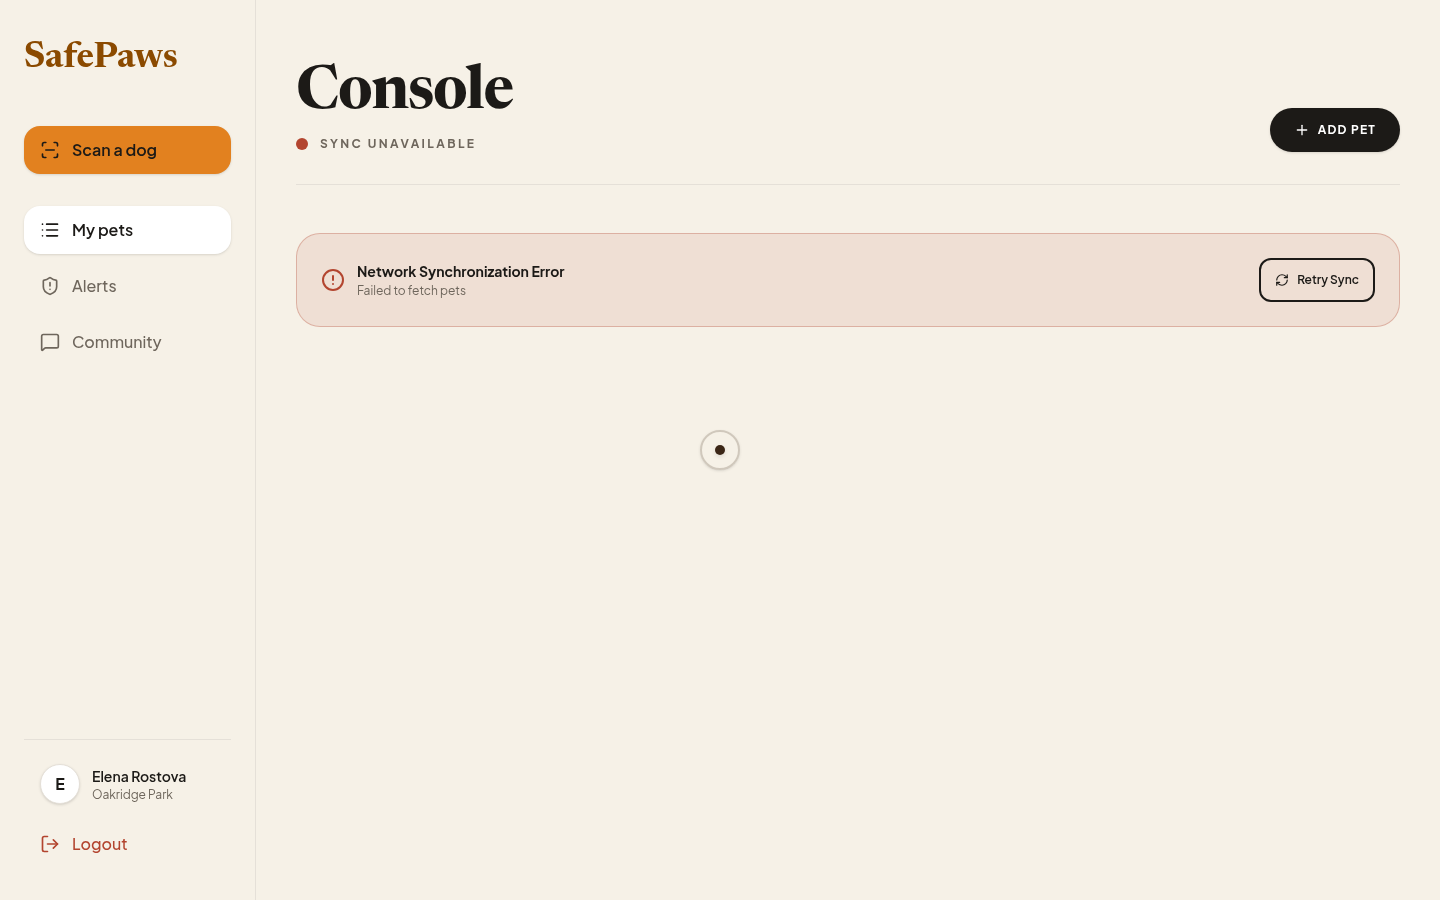 SafePaws
Scan a dog
My pets
Alerts
Community
Elena Rostova
E
Oakridge Park
Logout
Console
SYNC UNAVAILABLE
ADD PET
Network Synchronization Error
Failed to fetch pets
Retry Sync